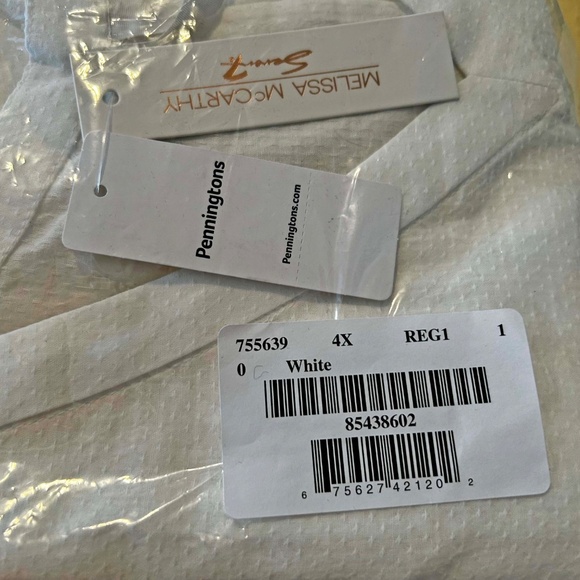 MELISSA McCARTHY
Seven7
Penningtons
Penningtons.com
755639 4X REG1 1
0 White
85438602
6 75627 42120 2